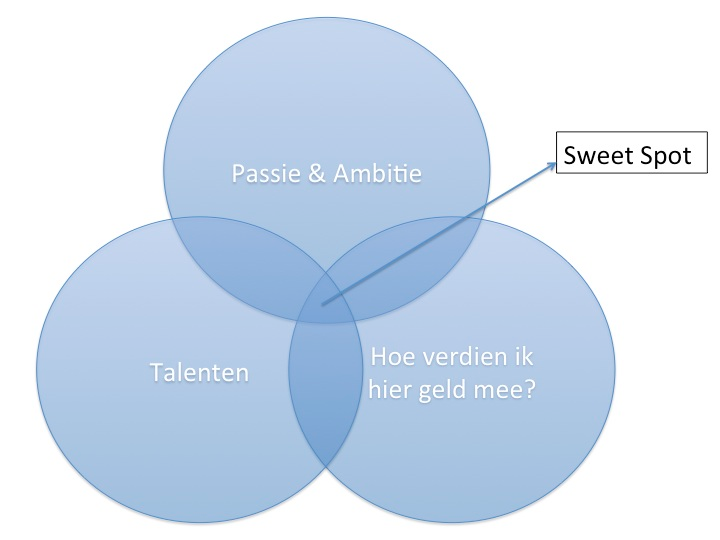 Passie & Ambitie
Sweet Spot
Talenten
Hoe verdien ik
hier geld mee?